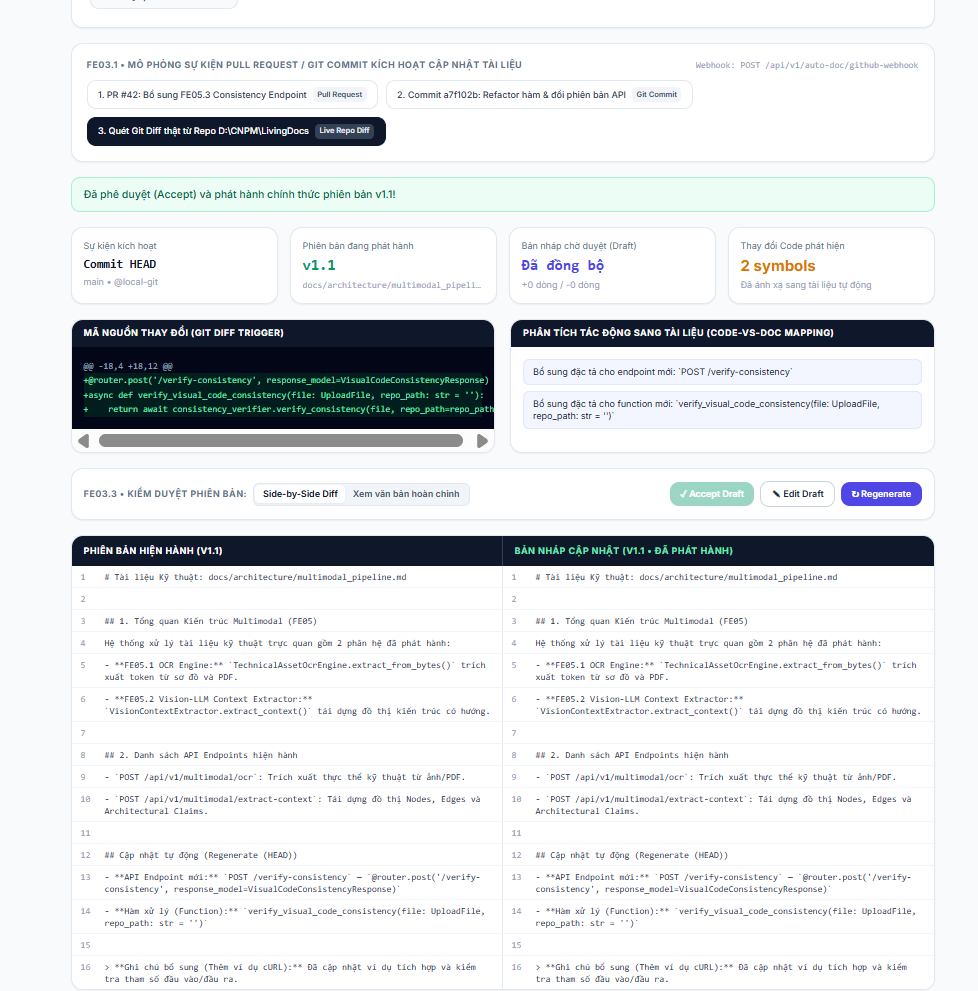 FE03.1 • MÔ PHỎNG SỰ KIỆN PULL REQUEST / GIT COMMIT KÍCH HOẠT CẬP NHẬT TÀI LIỆU
Webhook: POST /api/v1/auto-doc/github-webhook
1. PR #42: Bổ sung FE05.3 Consistency Endpoint Pull Request
2. Commit a7f102b: Refactor hàm & đổi phiên bản API Git Commit
3. Quét Git Diff thật từ Repo D:\CNPM\LivingDocs Live Repo Diff
Đã phê duyệt (Accept) và phát hành chính thức phiên bản v1.1!
Sự kiện kích hoạt
Commit HEAD
main • @local-git
Phiên bản đang phát hành
v1.1
docs/architecture/multimodal_pipeli…
Bản nháp chờ duyệt (Draft)
Đã đồng bộ
+0 dòng / -0 dòng
Thay đổi Code phát hiện
2 symbols
Đã ánh xạ sang tài liệu tự động
MÃ NGUỒN THAY ĐỔI (GIT DIFF TRIGGER)
@@ -18,4 +18,12 @@
+@router.post('/verify-consistency', response_model=VisualCodeConsistencyResponse)
+async def verify_visual_code_consistency(file: UploadFile, repo_path: str = ''):
+    return await consistency_verifier.verify_consistency(file, repo_path=repo_path
PHÂN TÍCH TÁC ĐỘNG SANG TÀI LIỆU (CODE-VS-DOC MAPPING)
Bổ sung đặc tả cho endpoint mới: `POST /verify-consistency`
Bổ sung đặc tả cho function mới: `verify_visual_code_consistency(file: UploadFile,
repo_path: str = '')`
FE03.3 • KIỂM DUYỆT PHIÊN BẢN:
Side-by-Side Diff
Xem văn bản hoàn chỉnh
✓ Accept Draft
✎ Edit Draft
↻ Regenerate
PHIÊN BẢN HIỆN HÀNH (V1.1)
1 # Tài liệu Kỹ thuật: docs/architecture/multimodal_pipeline.md
2
3 ## 1. Tổng quan Kiến trúc Multimodal (FE05)
4 Hệ thống xử lý tài liệu kỹ thuật trực quan gồm 2 phân hệ đã phát hành:
5 - **FE05.1 OCR Engine:** `TechnicalAssetOcrEngine.extract_from_bytes()` trích
xuất token từ sơ đồ và PDF.
6 - **FE05.2 Vision-LLM Context Extractor:**
`VisionContextExtractor.extract_context()` tái dựng đồ thị kiến trúc có hướng.
7
8 ## 2. Danh sách API Endpoints hiện hành
9 - `POST /api/v1/multimodal/ocr`: Trích xuất thực thể kỹ thuật từ ảnh/PDF.
10 - `POST /api/v1/multimodal/extract-context`: Tái dựng đồ thị Nodes, Edges và
Architectural Claims.
11
12 ## Cập nhật tự động (Regenerate (HEAD))
13 - **API Endpoint mới:** `POST /verify-consistency` — `@router.post('/verify-
consistency', response_model=VisualCodeConsistencyResponse)`
14 - **Hàm xử lý (Function):** `verify_visual_code_consistency(file: UploadFile,
repo_path: str = '')`
15
16 > **Ghi chú bổ sung (Thêm ví dụ cURL):** Đã cập nhật ví dụ tích hợp và kiểm
tra tham số đầu vào/đầu ra.
BẢN NHÁP CẬP NHẬT (V1.1 • ĐÃ PHÁT HÀNH)
1 # Tài liệu Kỹ thuật: docs/architecture/multimodal_pipeline.md
2
3 ## 1. Tổng quan Kiến trúc Multimodal (FE05)
4 Hệ thống xử lý tài liệu kỹ thuật trực quan gồm 2 phân hệ đã phát hành:
5 - **FE05.1 OCR Engine:** `TechnicalAssetOcrEngine.extract_from_bytes()` trích
xuất token từ sơ đồ và PDF.
6 - **FE05.2 Vision-LLM Context Extractor:**
`VisionContextExtractor.extract_context()` tái dựng đồ thị kiến trúc có hướng.
7
8 ## 2. Danh sách API Endpoints hiện hành
9 - `POST /api/v1/multimodal/ocr`: Trích xuất thực thể kỹ thuật từ ảnh/PDF.
10 - `POST /api/v1/multimodal/extract-context`: Tái dựng đồ thị Nodes, Edges và
Architectural Claims.
11
12 ## Cập nhật tự động (Regenerate (HEAD))
13 - **API Endpoint mới:** `POST /verify-consistency` — `@router.post('/verify-
consistency', response_model=VisualCodeConsistencyResponse)`
14 - **Hàm xử lý (Function):** `verify_visual_code_consistency(file: UploadFile,
repo_path: str = '')`
15
16 > **Ghi chú bổ sung (Thêm ví dụ cURL):** Đã cập nhật ví dụ tích hợp và kiểm
tra tham số đầu vào/đầu ra.